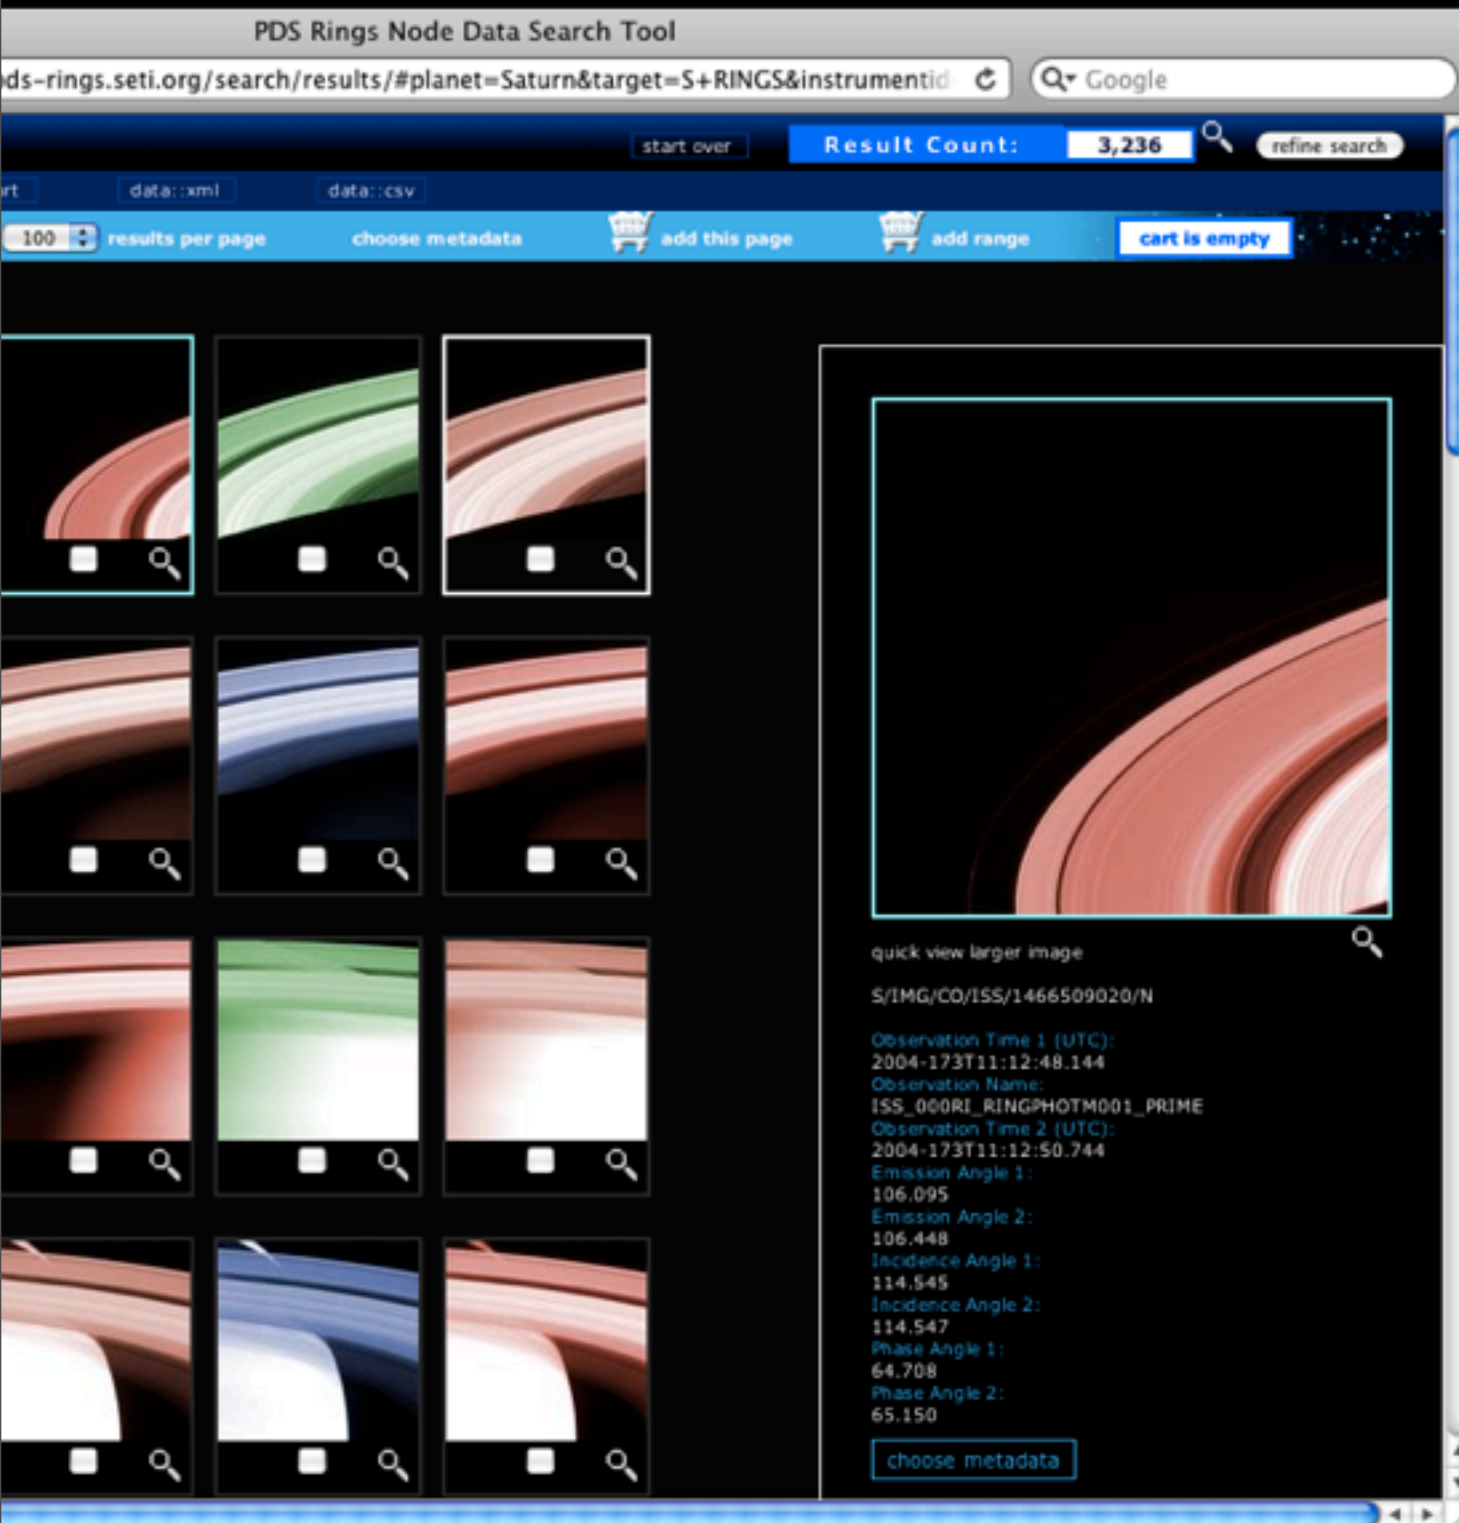 PDS Rings Node Data Search Tool
ds-rings.seti.org/search/results/#planet=Saturn&target=S+RINGS&instrumentid
Google
start over
Result Count:
3,236
refine search
rt
data::xml
data::csv
100
results per page
choose metadata
add this page
add range
cart is empty
quick view larger image
S/IMG/CO/ISS/1466509020/N
Observation Time 1 (UTC):
2004-173T11:12:48.144
Observation Name:
ISS_000RI_RINGPHOTM001_PRIME
Observation Time 2 (UTC):
2004-173T11:12:50.744
Emission Angle 1:
106.095
Emission Angle 2:
106.448
Incidence Angle 1:
114.545
Incidence Angle 2:
114.547
Phase Angle 1:
64.708
Phase Angle 2:
65.150
choose metadata